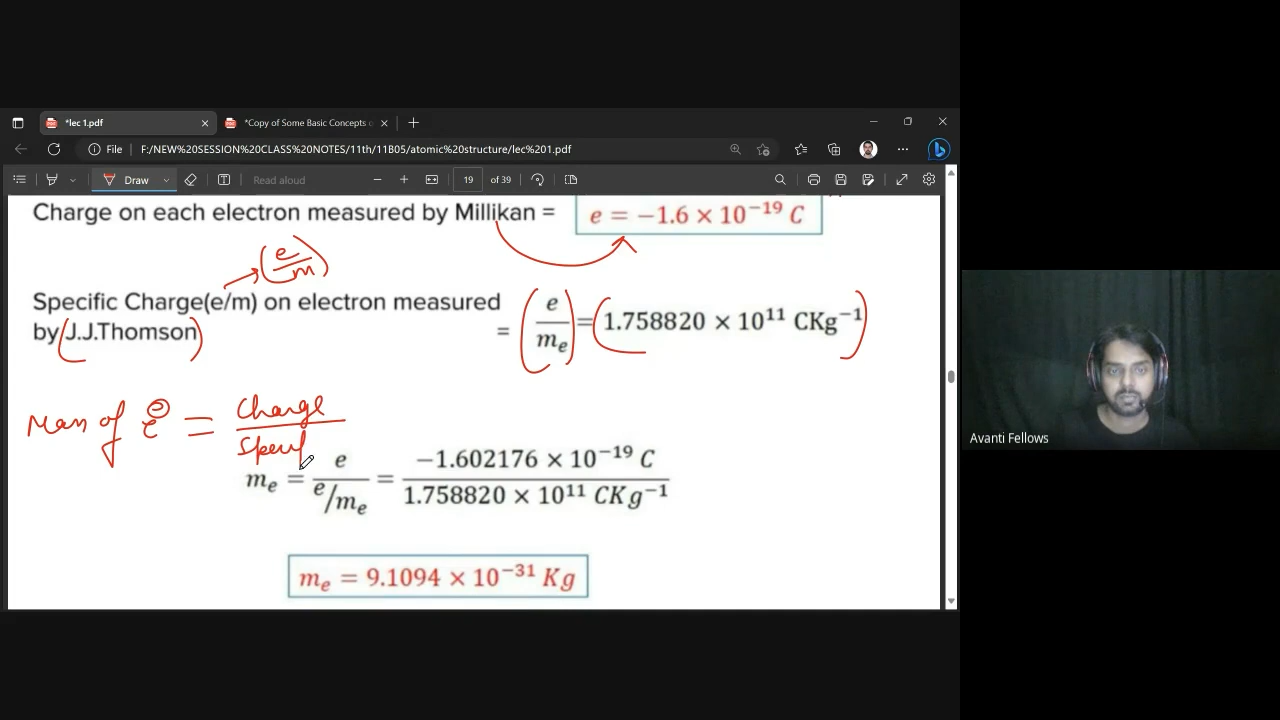 *lec 1.pdf
*Copy of Some Basic Concepts o
File
F:/NEW%20SESSION%20CLASS%20NOTES/11th/11B05/atomic%20structure/lec%201.pdf
Draw
Read aloud
19 of 39
Charge on each electron measured by Millikan = e = −1.6 × 10⁻¹⁹ C
(e/m)
Specific Charge(e/m) on electron measured
by (J.J.Thomson) = (e/mₑ) = (1.758820 × 10¹¹ CKg⁻¹)
Mass of e⊖ = Charge / Specif
mₑ = e / e/mₑ = −1.602176 × 10⁻¹⁹ C / 1.758820 × 10¹¹ CKg⁻¹
mₑ = 9.1094 × 10⁻³¹ Kg
Avanti Fellows